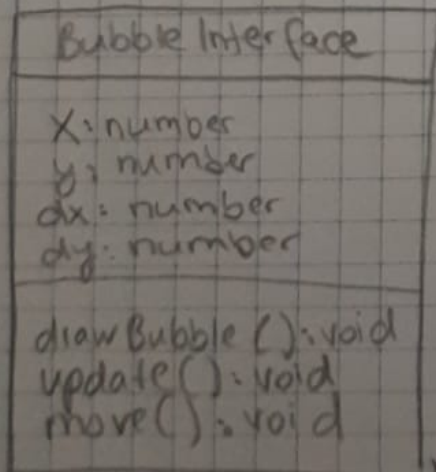 Bubble Interface
x: number
y: number
dx: number
dy: number
drawBubble(): void
update(): void
move(): void